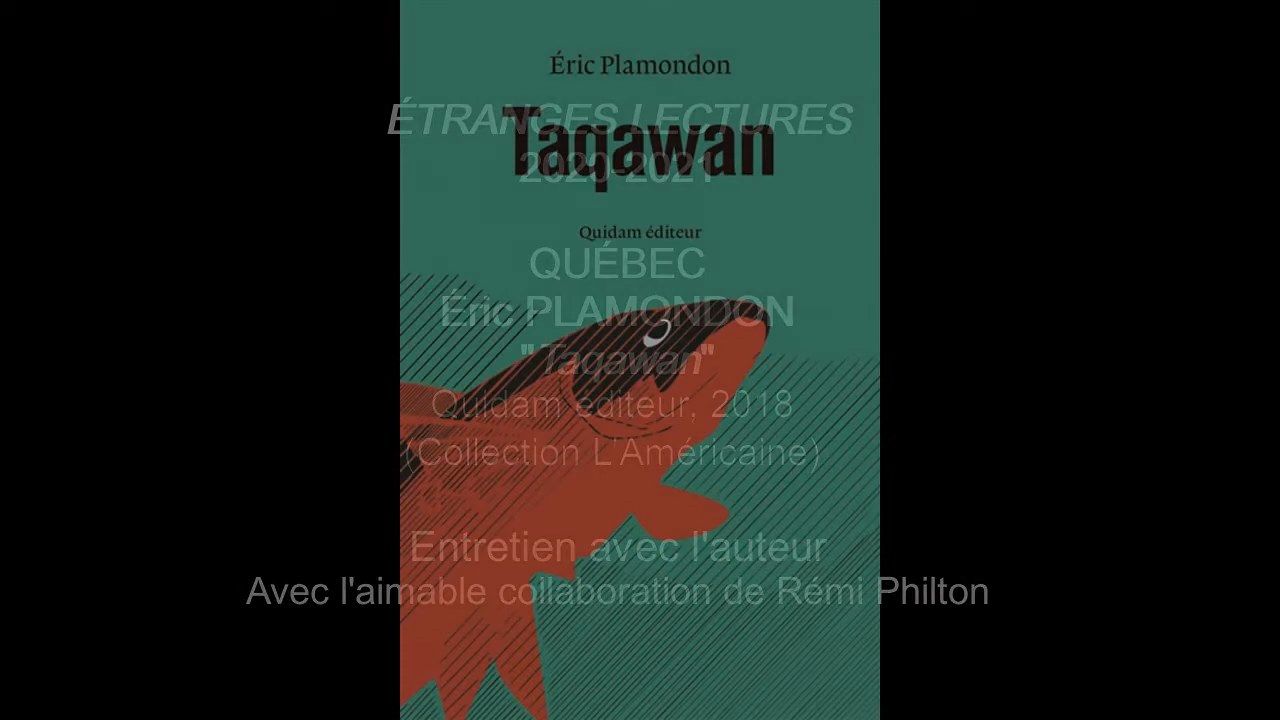 Éric Plamondon
Taqawan
Quidam éditeur
ÉTRANGES LECTURES
2020-2021
QUÉBEC
Éric PLAMONDON
"Taqawan"
Quidam éditeur, 2018
(Collection L'Américaine)
Entretien avec l'auteur
Avec l'aimable collaboration de Rémi Philton